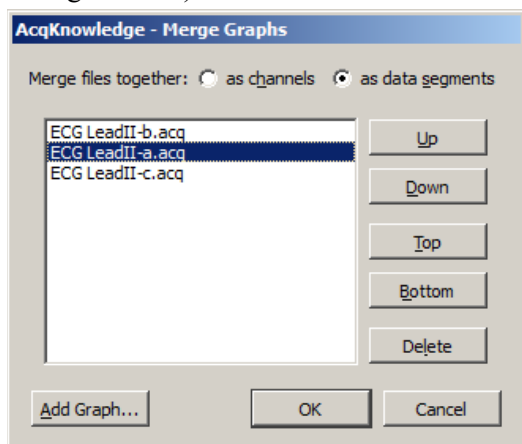 AcqKnowledge - Merge Graphs
Merge files together: as channels as data segments
ECG LeadII-b.acq
ECG LeadII-a.acq
ECG LeadII-c.acq
Up
Down
Top
Bottom
Delete
Add Graph... OK Cancel